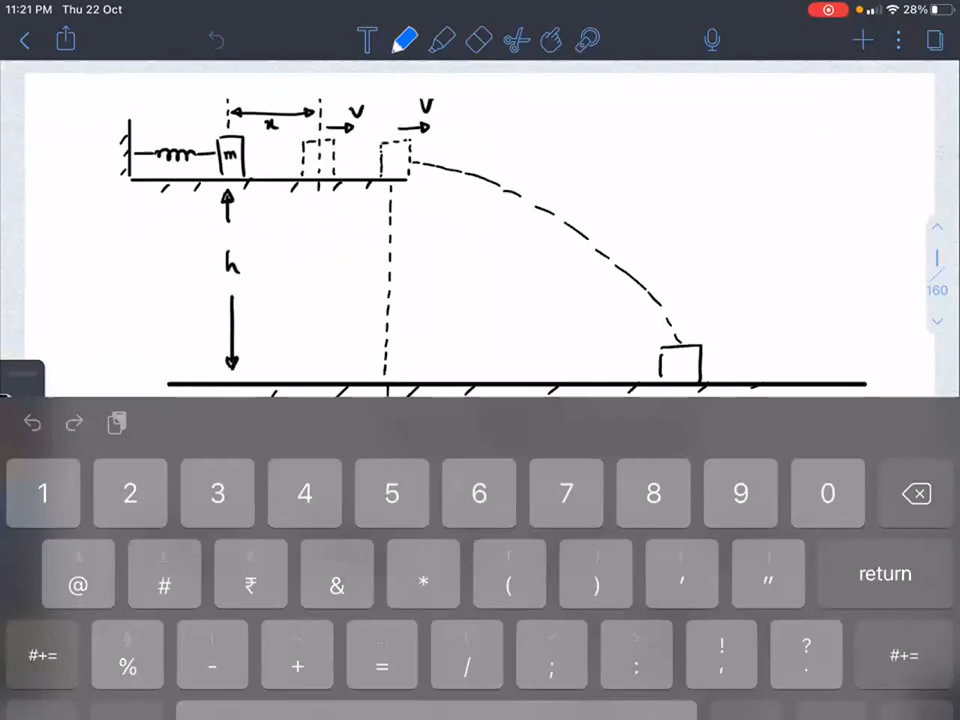 11:21 PM Thu 22 Oct
28%
T
x
V
V
m
h
1
160
1 2 3 4 5 6 7 8 9 0
@ # ₹ & * ( ) ' " return
#+= % - + = / ; : ! , ? . #+=